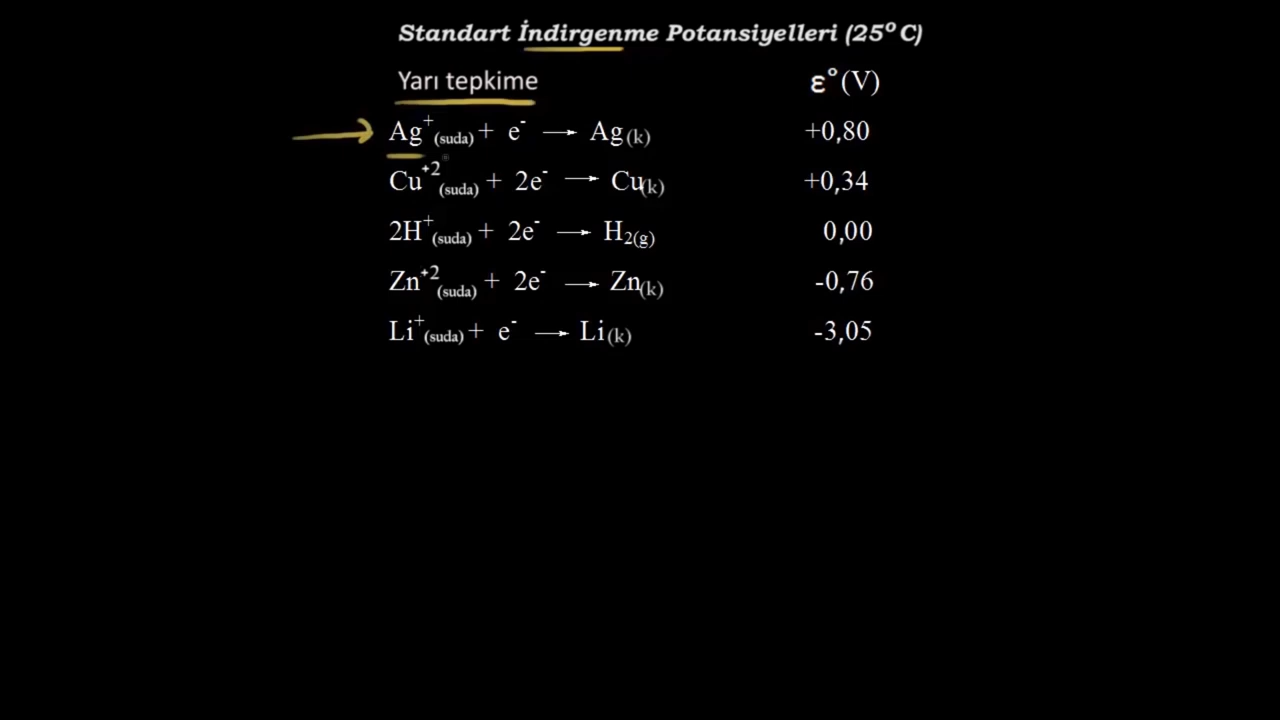 Standart İndirgenme Potansiyelleri (25°C)
Yarı tepkime ε°(V)
Ag⁺(suda) + e⁻ → Ag(k) +0,80
Cu⁺²(suda) + 2e⁻ → Cu(k) +0,34
2H⁺(suda) + 2e⁻ → H₂(g) 0,00
Zn⁺²(suda) + 2e⁻ → Zn(k) -0,76
Li⁺(suda) + e⁻ → Li(k) -3,05